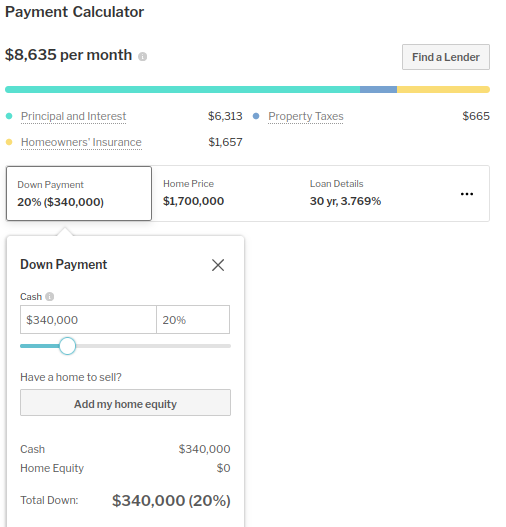 Payment Calculator
$8,635 per month
Find a Lender
Principal and Interest $6,313 Property Taxes $665
Homeowners' Insurance $1,657
Down Payment Home Price Loan Details
20% ($340,000) $1,700,000 30 yr, 3.769% ...
Down Payment
Cash
$340,000 20%
Have a home to sell?
Add my home equity
Cash $340,000
Home Equity $0
Total Down: $340,000 (20%)